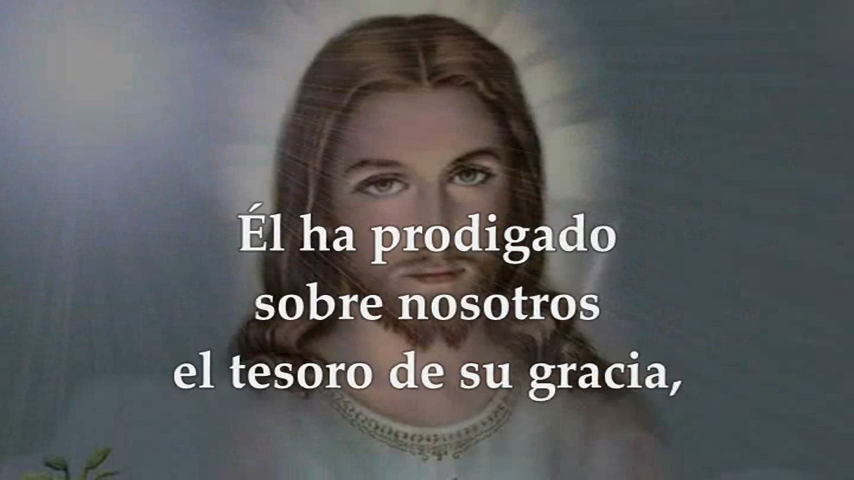 Él ha prodigado
sobre nosotros
el tesoro de su gracia,